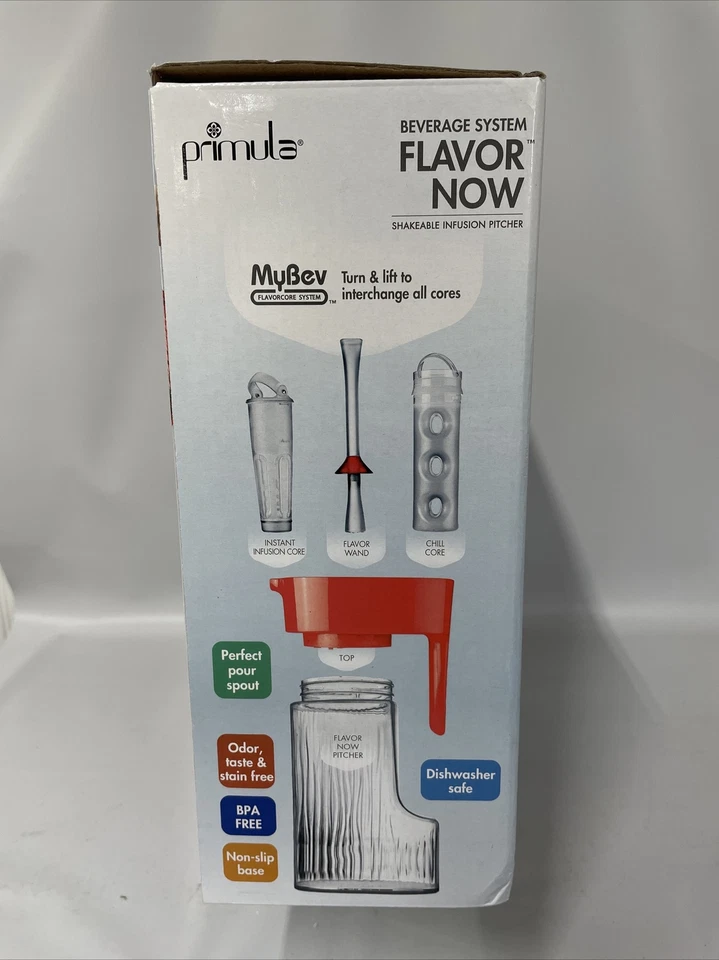 primula®
BEVERAGE SYSTEM
FLAVOR™
NOW
SHAKEABLE INFUSION PITCHER
MyBev
FLAVORCORE SYSTEM™
Turn & lift to
interchange all cores
INSTANT
INFUSION CORE
FLAVOR
WAND
CHILL
CORE
TOP
Perfect
pour
spout
FLAVOR
NOW
PITCHER
Odor,
taste &
stain free
Dishwasher
safe
BPA
FREE
Non-slip
base